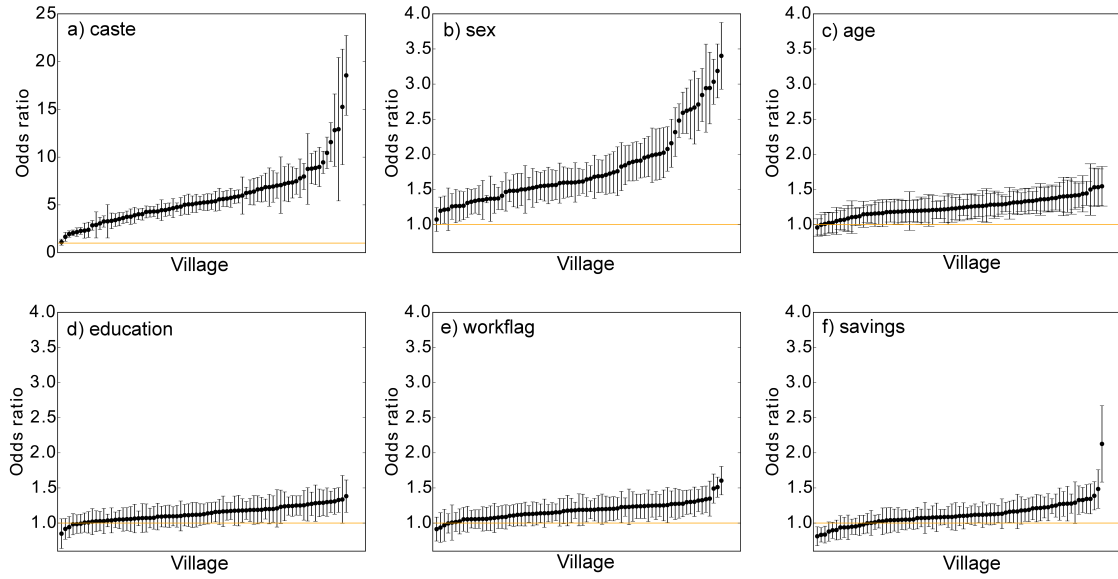 a) caste
Odds ratio
25
20
15
10
5
0
Village
b) sex
Odds ratio
4.0
3.5
3.0
2.5
2.0
1.5
1.0
Village
c) age
Odds ratio
4.0
3.5
3.0
2.5
2.0
1.5
1.0
Village
d) education
Odds ratio
4.0
3.5
3.0
2.5
2.0
1.5
1.0
Village
e) workflag
Odds ratio
4.0
3.5
3.0
2.5
2.0
1.5
1.0
Village
f) savings
Odds ratio
4.0
3.5
3.0
2.5
2.0
1.5
1.0
Village